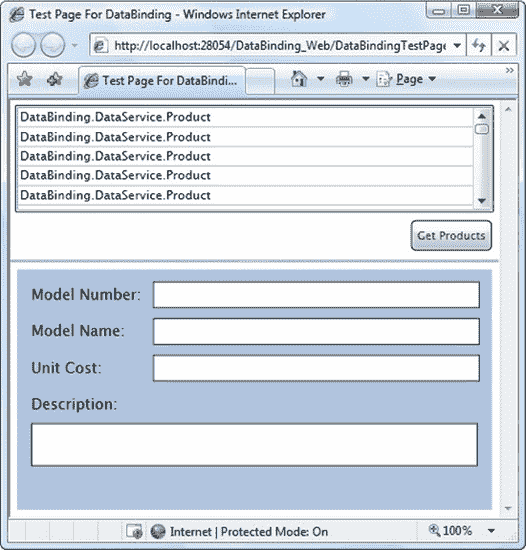 Test Page For DataBinding - Windows Internet Explorer
http://localhost:28054/DataBinding_Web/DataBindingTestPage
Test Page For DataBindi...
Page
DataBinding.DataService.Product
DataBinding.DataService.Product
DataBinding.DataService.Product
DataBinding.DataService.Product
DataBinding.DataService.Product
Get Products
Model Number:
Model Name:
Unit Cost:
Description:
Internet | Protected Mode: On
100%